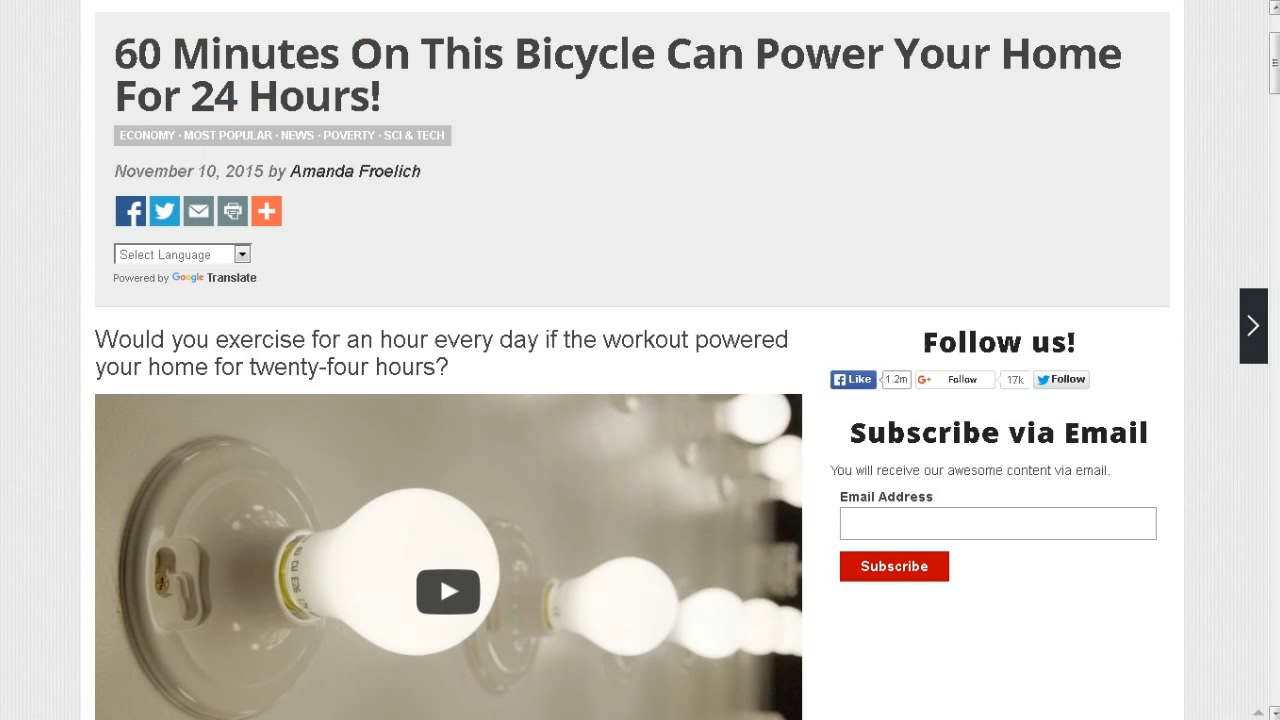 60 Minutes On This Bicycle Can Power Your Home
For 24 Hours!
ECONOMY · MOST POPULAR · NEWS · POVERTY · SCI & TECH
November 10, 2015 by Amanda Froelich
Select Language
Powered by Google Translate
Would you exercise for an hour every day if the workout powered
your home for twenty-four hours?
Follow us!
Like 1.2m G+ Follow 17k Follow
Subscribe via Email
You will receive our awesome content via email.
Email Address
Subscribe